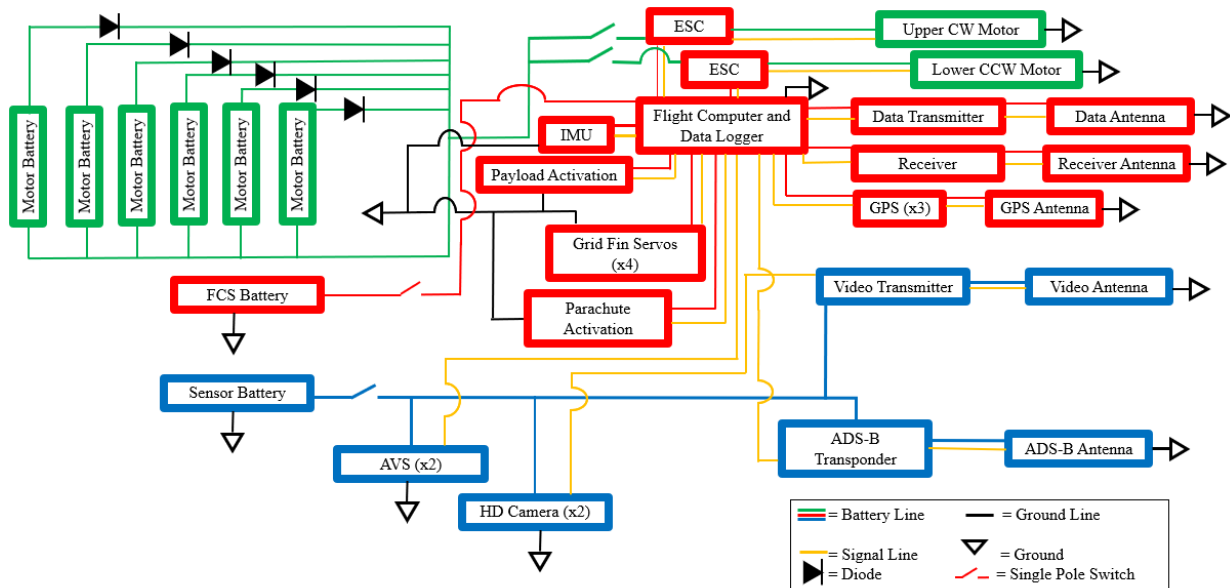 ESC
Upper CW Motor
ESC
Lower CCW Motor
Motor Battery
Motor Battery
Motor Battery
Motor Battery
Motor Battery
Motor Battery
Flight Computer and
Data Logger
IMU
Data Transmitter
Data Antenna
Receiver
Receiver Antenna
Payload Activation
GPS (x3)
GPS Antenna
Grid Fin Servos
(x4)
FCS Battery
Parachute
Activation
Video Transmitter
Video Antenna
Sensor Battery
ADS-B
Transponder
ADS-B Antenna
AVS (x2)
HD Camera (x2)
= Battery Line
= Ground Line
= Signal Line
= Ground
= Diode
= Single Pole Switch